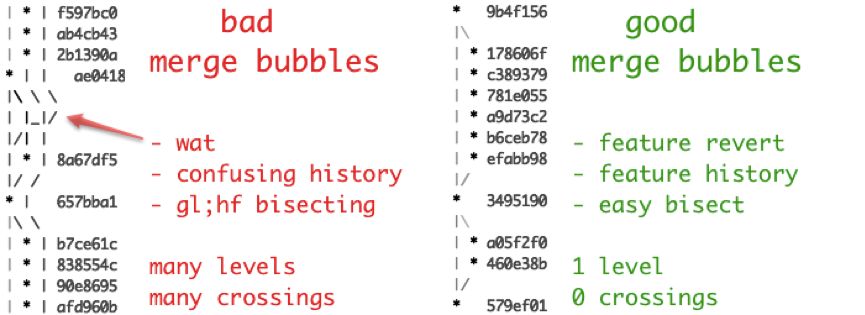 | * | f597bc0
| * | ab4cb43
| * | 2b1390a
* | | ae0418
|\ \ \
| |_|/
|/| |
| * | 8a67df5
|/ /
* | 657bba1
|\ \
| * | b7ce61c
| * | 838554c
| * | 90e8695
| * | afd960b
bad
merge bubbles
- wat
- confusing history
- gl;hf bisecting
many levels
many crossings
* 9b4f156
|\
| * 178606f
| * c389379
| * 781e055
| * a9d73c2
| * b6ceb78
| * efabb98
|/
* 3495190
|\
| * a05f2f0
| * 460e38b
|/
* 579ef01
good
merge bubbles
- feature revert
- feature history
- easy bisect
1 level
0 crossings